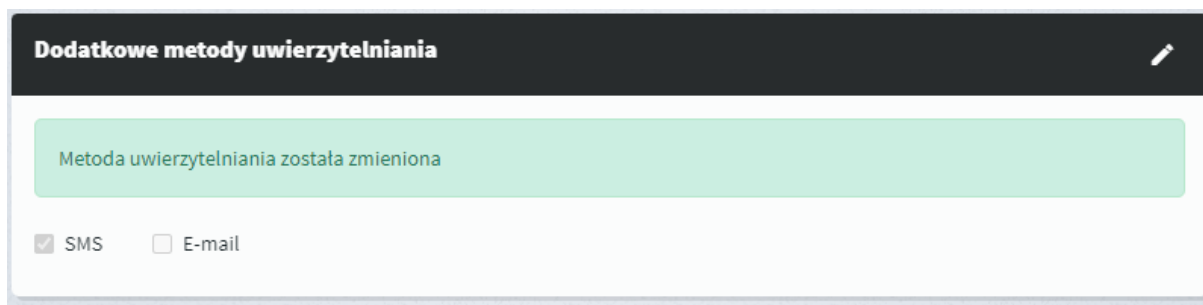 Dodatkowe metody uwierzytelniania
Metoda uwierzytelniania została zmieniona
SMS E-mail